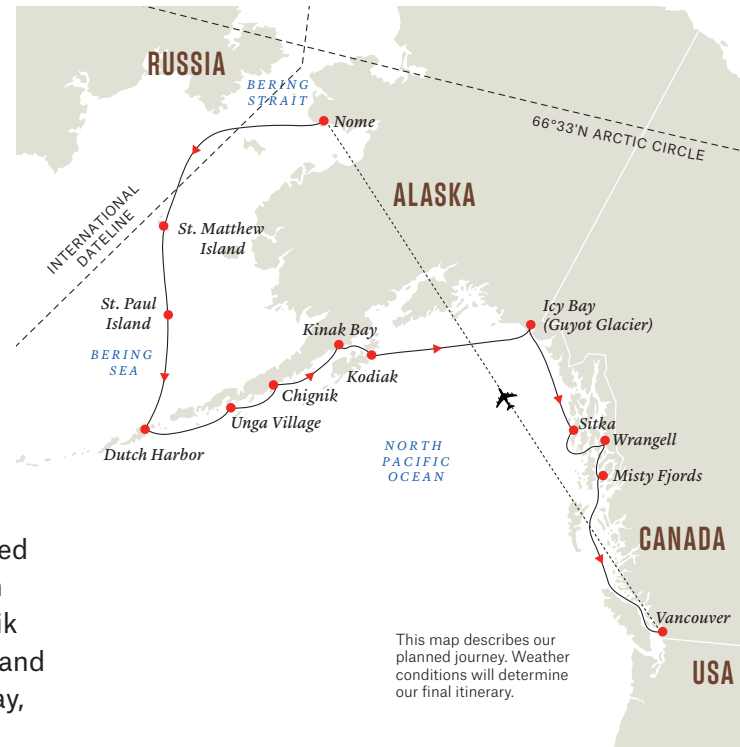 RUSSIA
BERING
STRAIT
Nome
66°33'N ARCTIC CIRCLE
ALASKA
INTERNATIONAL
DATELINE
St. Matthew
Island
St. Paul
Island
BERING
SEA
Icy Bay
(Guyot Glacier)
Kinak Bay
Kodiak
Chignik
Unga Village
Dutch Harbor
Sitka
Wrangell
Misty Fjords
NORTH
PACIFIC
OCEAN
CANADA
Vancouver
USA
This map describes our
planned journey. Weather
conditions will determine
our final itinerary.
ed
ik
and
ay,